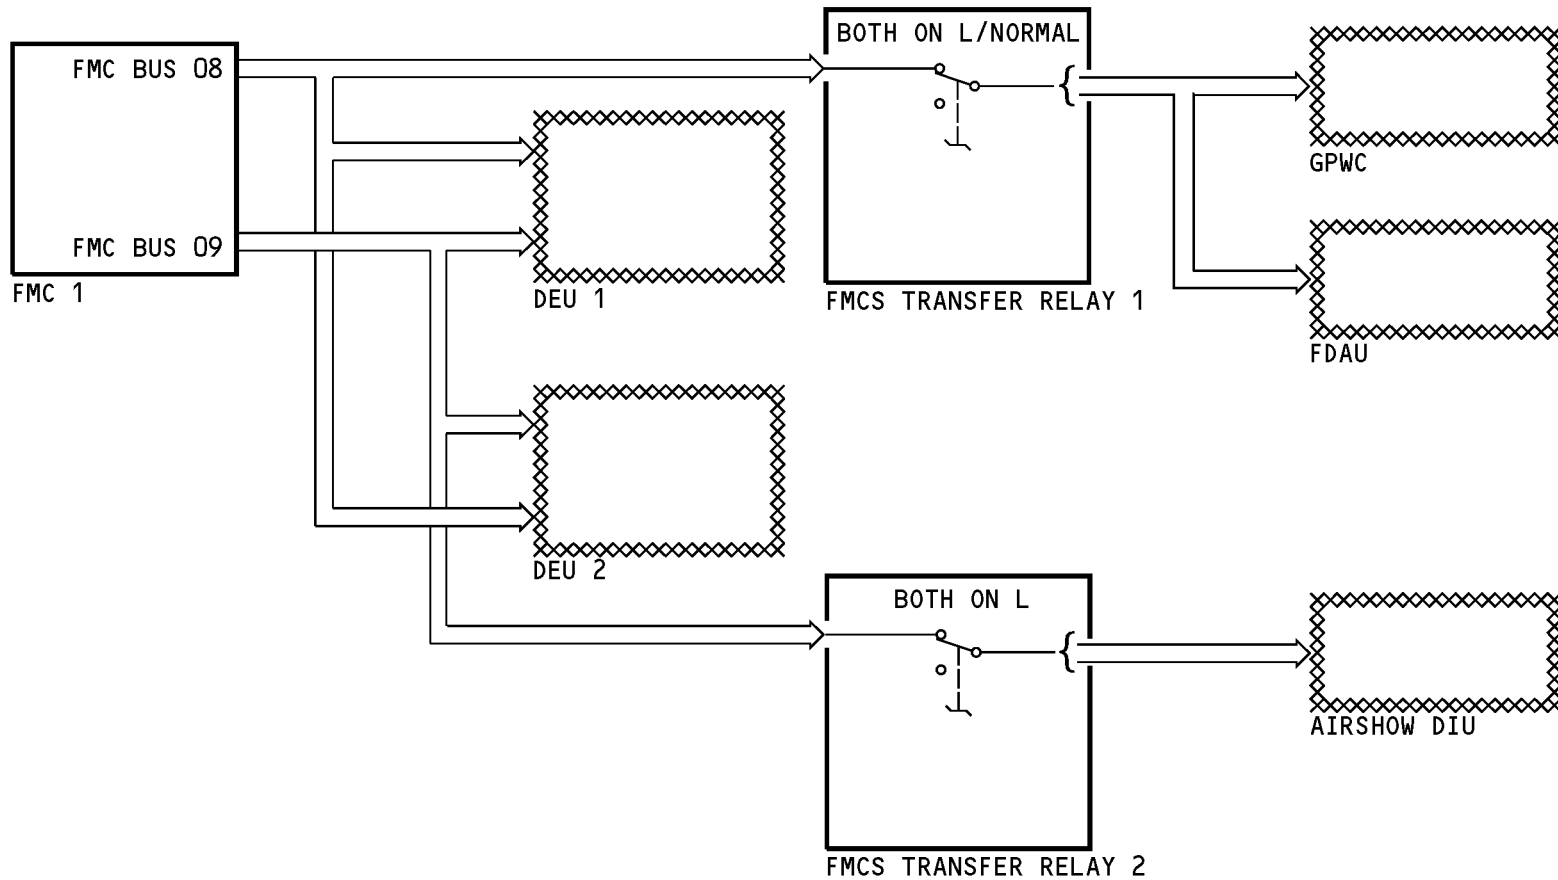 BOTH ON L/NORMAL
FMC BUS 08
GPWC
FMC BUS 09
FMC 1
DEU 1
FMCS TRANSFER RELAY 1
FDAU
DEU 2
BOTH ON L
AIRSHOW DIU
FMCS TRANSFER RELAY 2